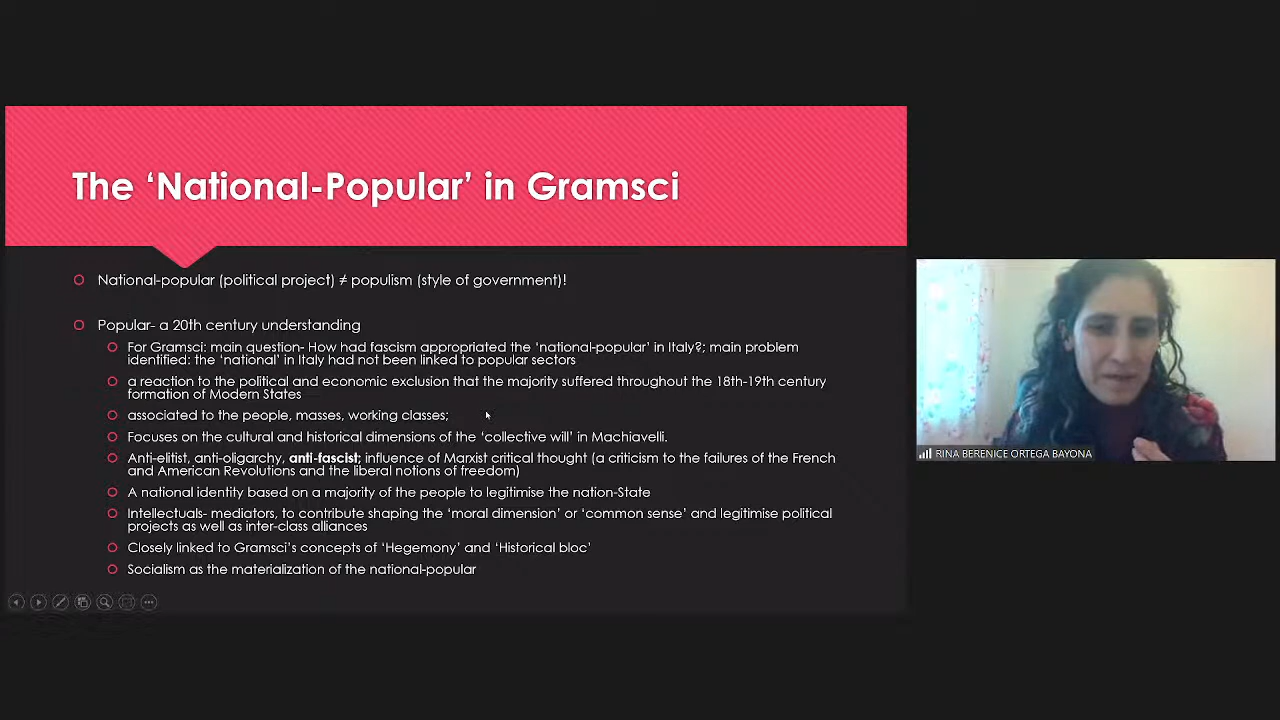 The ‘National-Popular’ in Gramsci
National-popular (political project) ≠ populism (style of government)!
Popular- a 20th century understanding
For Gramsci: main question- How had fascism appropriated the ‘national-popular’ in Italy?; main problem
identified: the ‘national’ in Italy had not been linked to popular sectors
a reaction to the political and economic exclusion that the majority suffered throughout the 18th-19th century
formation of Modern States
associated to the people, masses, working classes;
Focuses on the cultural and historical dimensions of the ‘collective will’ in Machiavelli.
Anti-elitist, anti-oligarchy, anti-fascist; influence of Marxist critical thought (a criticism to the failures of the French
and American Revolutions and the liberal notions of freedom)
A national identity based on a majority of the people to legitimise the nation-State
Intellectuals- mediators, to contribute shaping the ‘moral dimension’ or ‘common sense’ and legitimise political
projects as well as inter-class alliances
Closely linked to Gramsci’s concepts of ‘Hegemony’ and ‘Historical bloc’
Socialism as the materialization of the national-popular
RINA BERENICE ORTEGA BAYONA